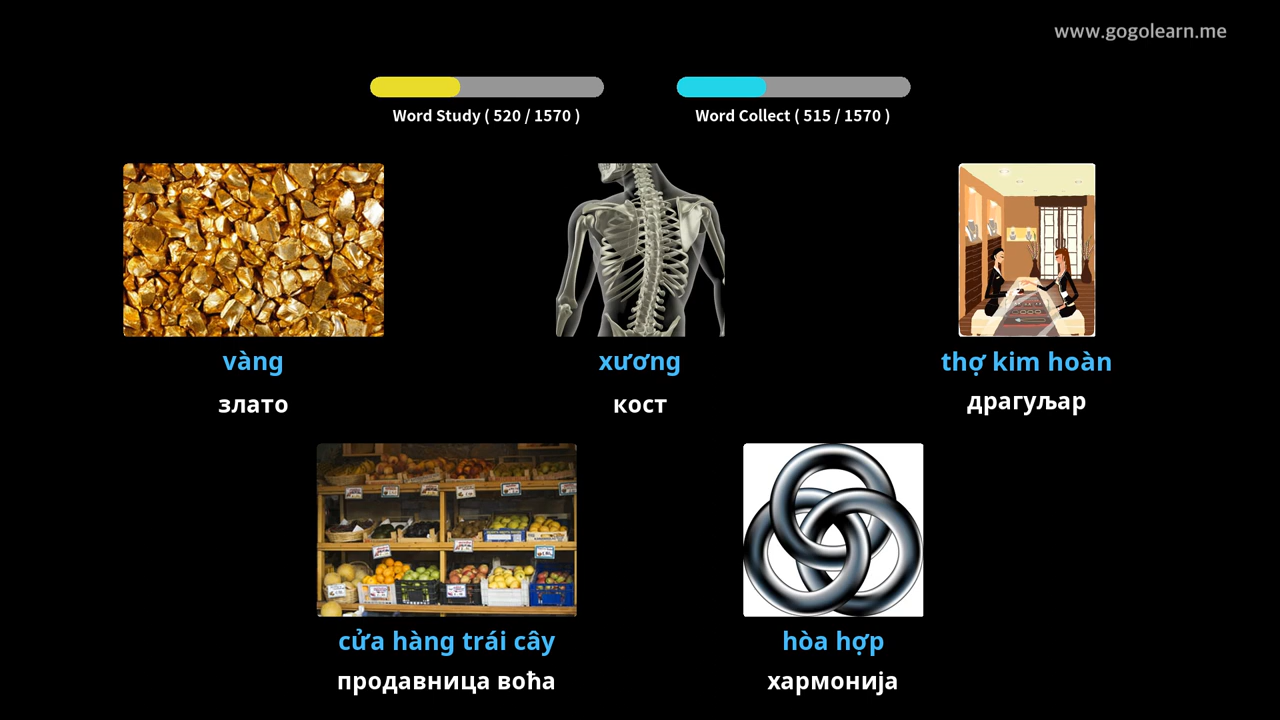 www.gogolearn.me
Word Study ( 520 / 1570 )
Word Collect ( 515 / 1570 )
vàng
xương
thợ kim hoàn
злато
кост
драгуљар
cửa hàng trái cây
hòa hợp
продавница воћа
хармонија